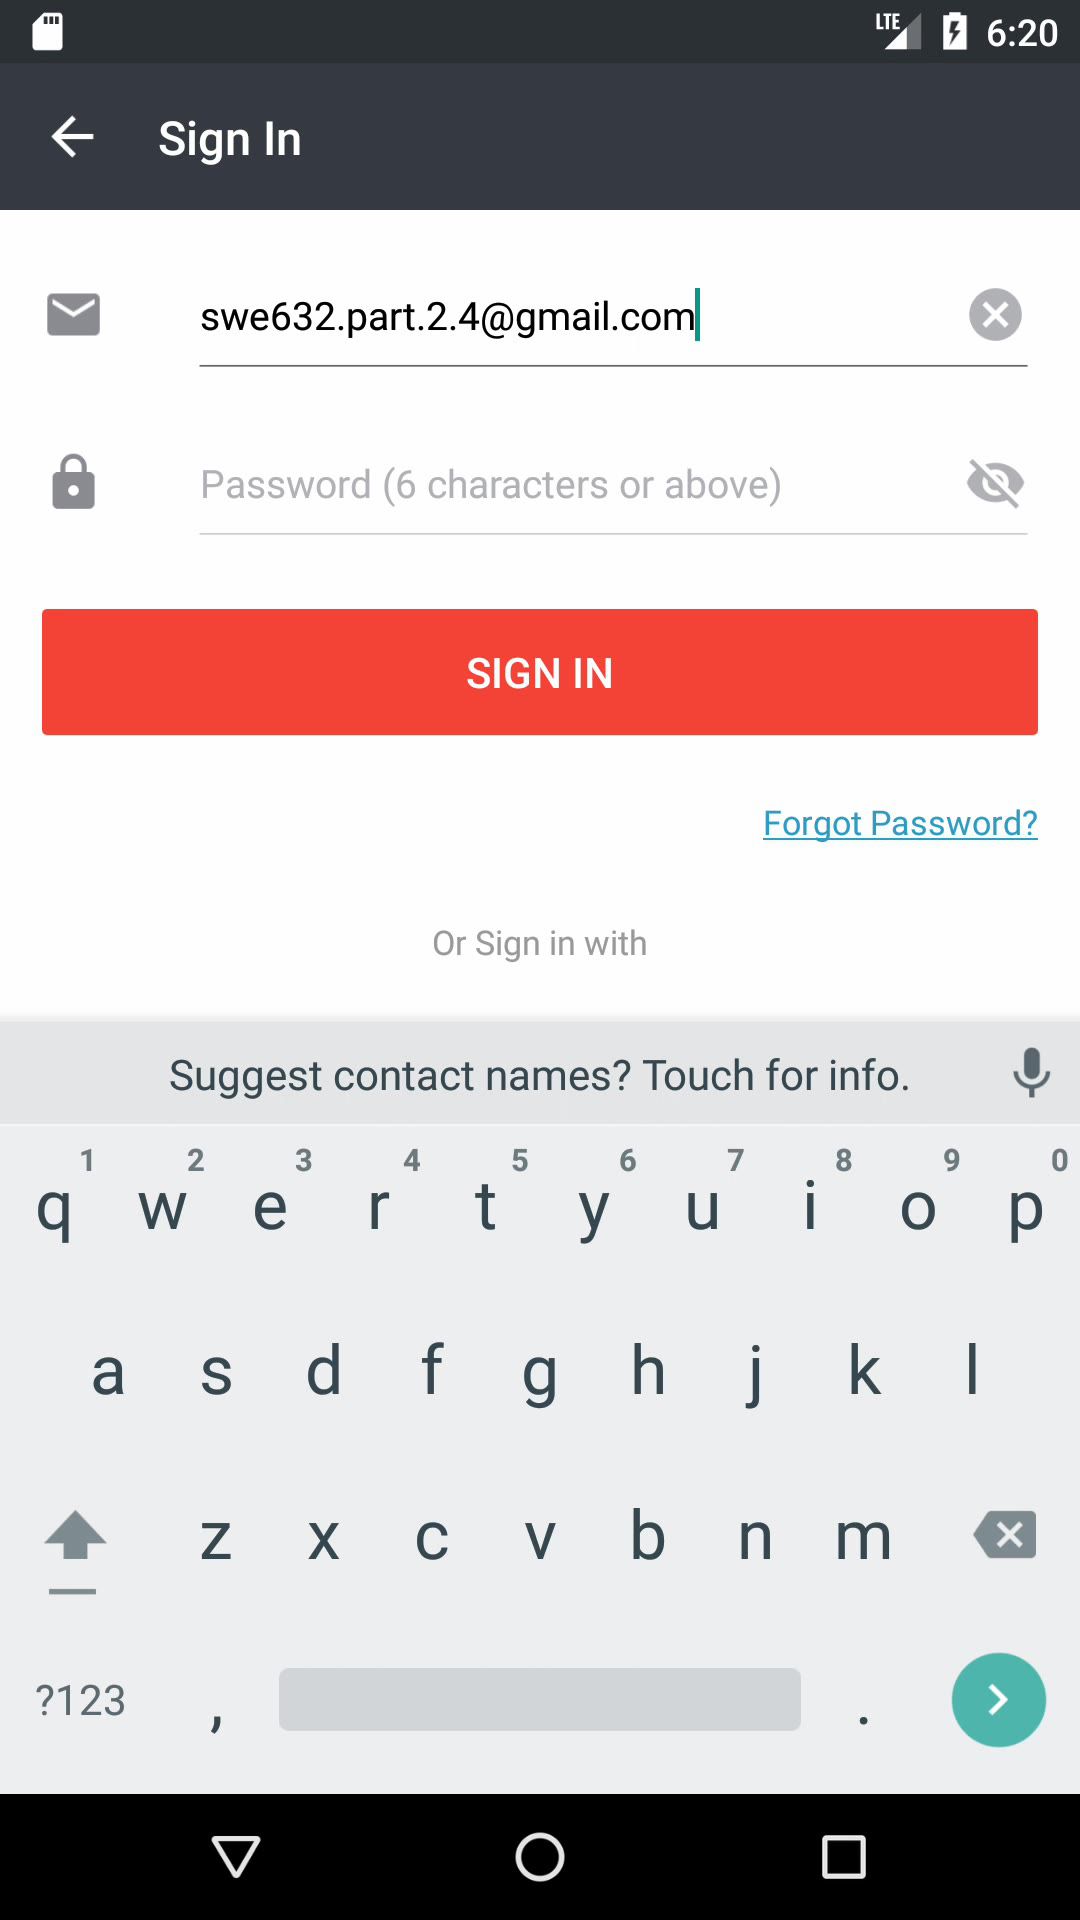 LTE 6:20
Sign In
swe632.part.2.4@gmail.com
Password (6 characters or above)
SIGN IN
Forgot Password?
Or Sign in with
Suggest contact names? Touch for info.
1 2 3 4 5 6 7 8 9 0
q w e r t y u i o p
a s d f g h j k l
z x c v b n m
?123 , .